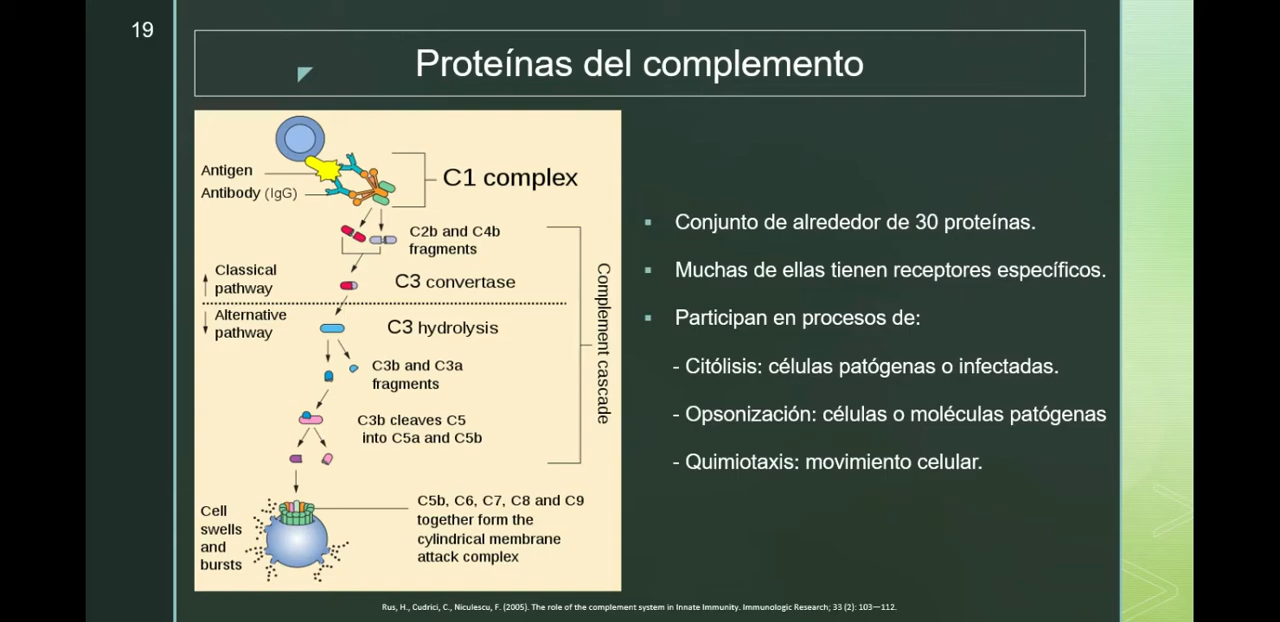 19
Proteínas del complemento
Antigen
Antibody (IgG)
C1 complex
C2b and C4b
fragments
Classical
pathway
C3 convertase
Alternative
pathway
C3 hydrolysis
C3b and C3a
fragments
C3b cleaves C5
into C5a and C5b
Complement cascade
Cell
swells
and
bursts
C5b, C6, C7, C8 and C9
together form the
cylindrical membrane
attack complex
Conjunto de alrededor de 30 proteínas.
Muchas de ellas tienen receptores específicos.
Participan en procesos de:
- Citólisis: células patógenas o infectadas.
- Opsonización: células o moléculas patógenas
- Quimiotaxis: movimiento celular.
Rus, H., Cudrici, C., Niculescu, F. (2005). The role of the complement system in Innate Immunity. Immunologic Research; 33 (2): 103—112.